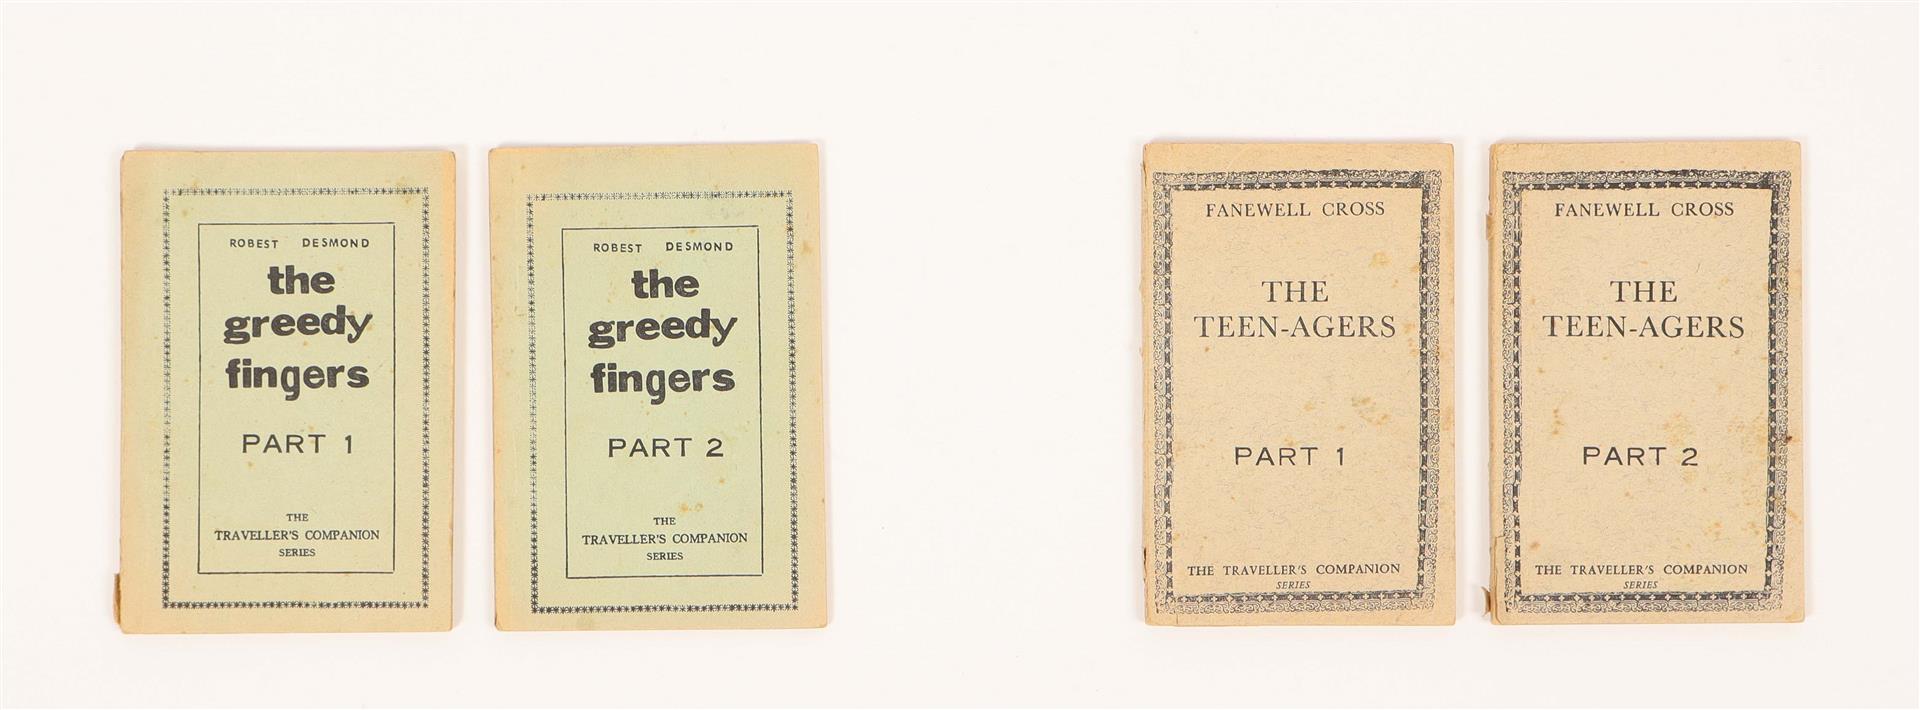 ROBEST DESMOND
the
greedy
fingers
PART 1
THE
TRAVELLER'S COMPANION
SERIES
ROBEST DESMOND
the
greedy
fingers
PART 2
THE
TRAVELLER'S COMPANION
SERIES
FANEWELL CROSS
THE
TEEN-AGERS
PART 1
THE TRAVELLER'S COMPANION
SERIES
FANEWELL CROSS
THE
TEEN-AGERS
PART 2
THE TRAVELLER'S COMPANION
SERIES